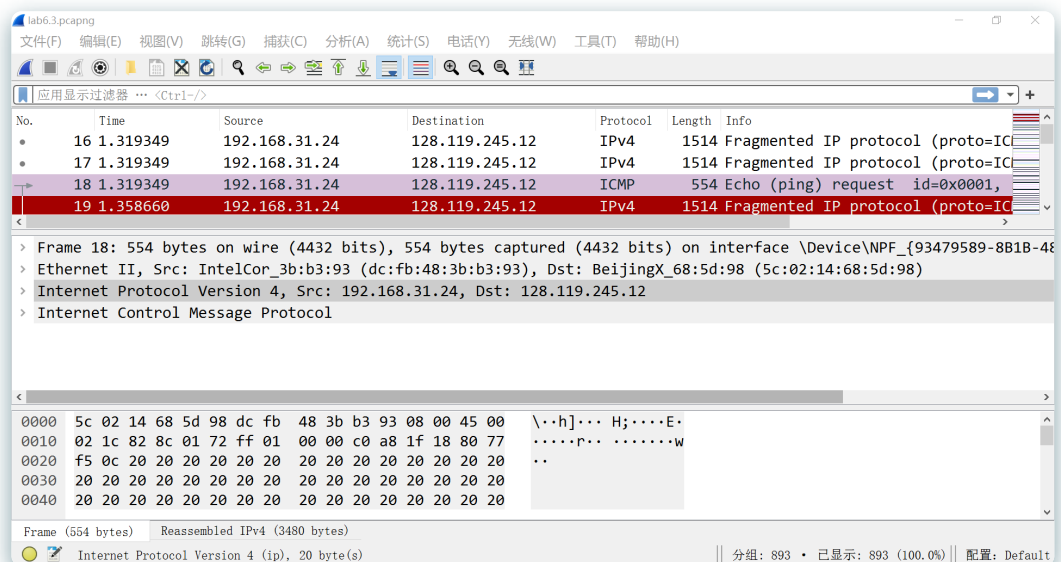 lab6.3.pcapng
文件(F) 编辑(E) 视图(V) 跳转(G) 捕获(C) 分析(A) 统计(S) 电话(Y) 无线(W) 工具(T) 帮助(H)
应用显示过滤器 … <Ctrl-/>
No. Time Source Destination Protocol Length Info
16 1.319349 192.168.31.24 128.119.245.12 IPv4 1514 Fragmented IP protocol (proto=IC
17 1.319349 192.168.31.24 128.119.245.12 IPv4 1514 Fragmented IP protocol (proto=IC
18 1.319349 192.168.31.24 128.119.245.12 ICMP 554 Echo (ping) request id=0x0001,
19 1.358660 192.168.31.24 128.119.245.12 IPv4 1514 Fragmented IP protocol (proto=IC
Frame 18: 554 bytes on wire (4432 bits), 554 bytes captured (4432 bits) on interface \Device\NPF_{93479589-8B1B-48
Ethernet II, Src: IntelCor_3b:b3:93 (dc:fb:48:3b:b3:93), Dst: BeijingX_68:5d:98 (5c:02:14:68:5d:98)
Internet Protocol Version 4, Src: 192.168.31.24, Dst: 128.119.245.12
Internet Control Message Protocol
0000 5c 02 14 68 5d 98 dc fb 48 3b b3 93 08 00 45 00 \··h]··· H;····E·
0010 02 1c 82 8c 01 72 ff 01 00 00 c0 a8 1f 18 80 77 ·····r·· ·······w
0020 f5 0c 20 20 20 20 20 20 20 20 20 20 20 20 20 20 ··
0030 20 20 20 20 20 20 20 20 20 20 20 20 20 20 20 20
0040 20 20 20 20 20 20 20 20 20 20 20 20 20 20 20 20
Frame (554 bytes) Reassembled IPv4 (3480 bytes)
Internet Protocol Version 4 (ip), 20 byte(s) 分组: 893 · 已显示: 893 (100.0%) 配置: Default